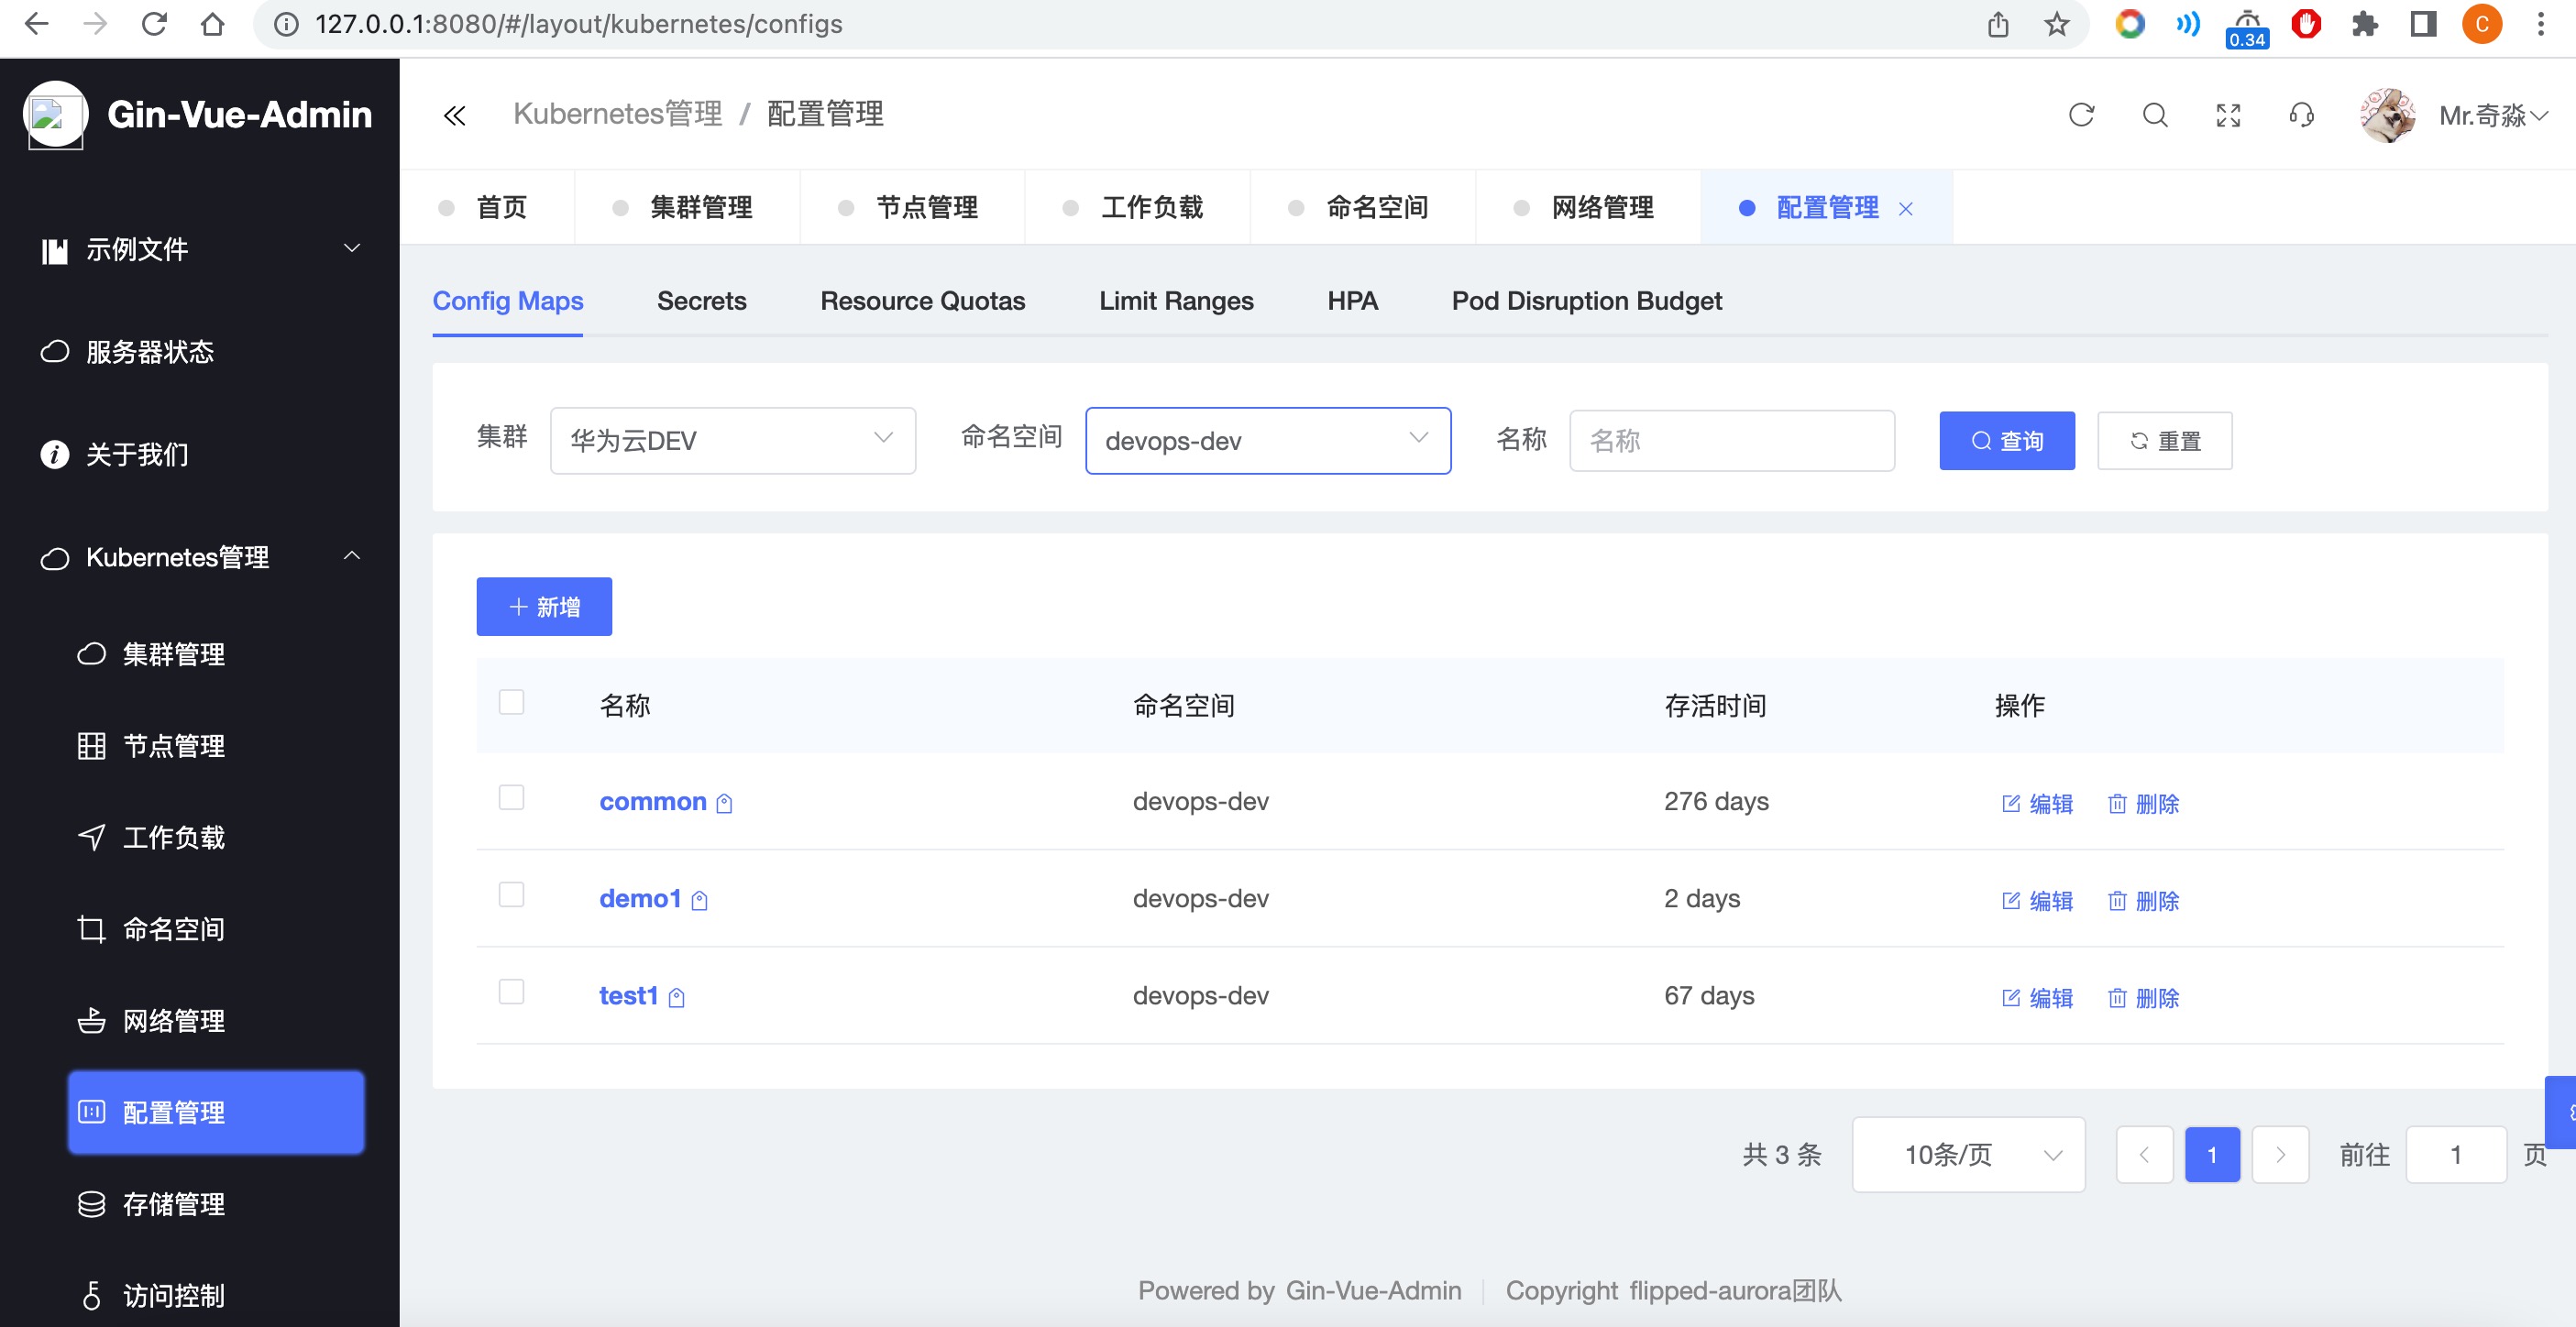 127.0.0.1:8080/#/layout/kubernetes/configs
0.34
C
Gin-Vue-Admin
Kubernetes管理 / 配置管理
Mr.奇淼
首页 集群管理 节点管理 工作负载 命名空间 网络管理 配置管理
示例文件
服务器状态
关于我们
Kubernetes管理
集群管理
节点管理
工作负载
命名空间
网络管理
配置管理
存储管理
访问控制
Config Maps Secrets Resource Quotas Limit Ranges HPA Pod Disruption Budget
集群 华为云DEV 命名空间 devops-dev 名称 名称 查询 重置
新增
名称 命名空间 存活时间 操作
common devops-dev 276 days 编辑 删除
demo1 devops-dev 2 days 编辑 删除
test1 devops-dev 67 days 编辑 删除
共 3 条 10条/页 1 前往 1 页
Powered by Gin-Vue-Admin Copyright flipped-aurora团队